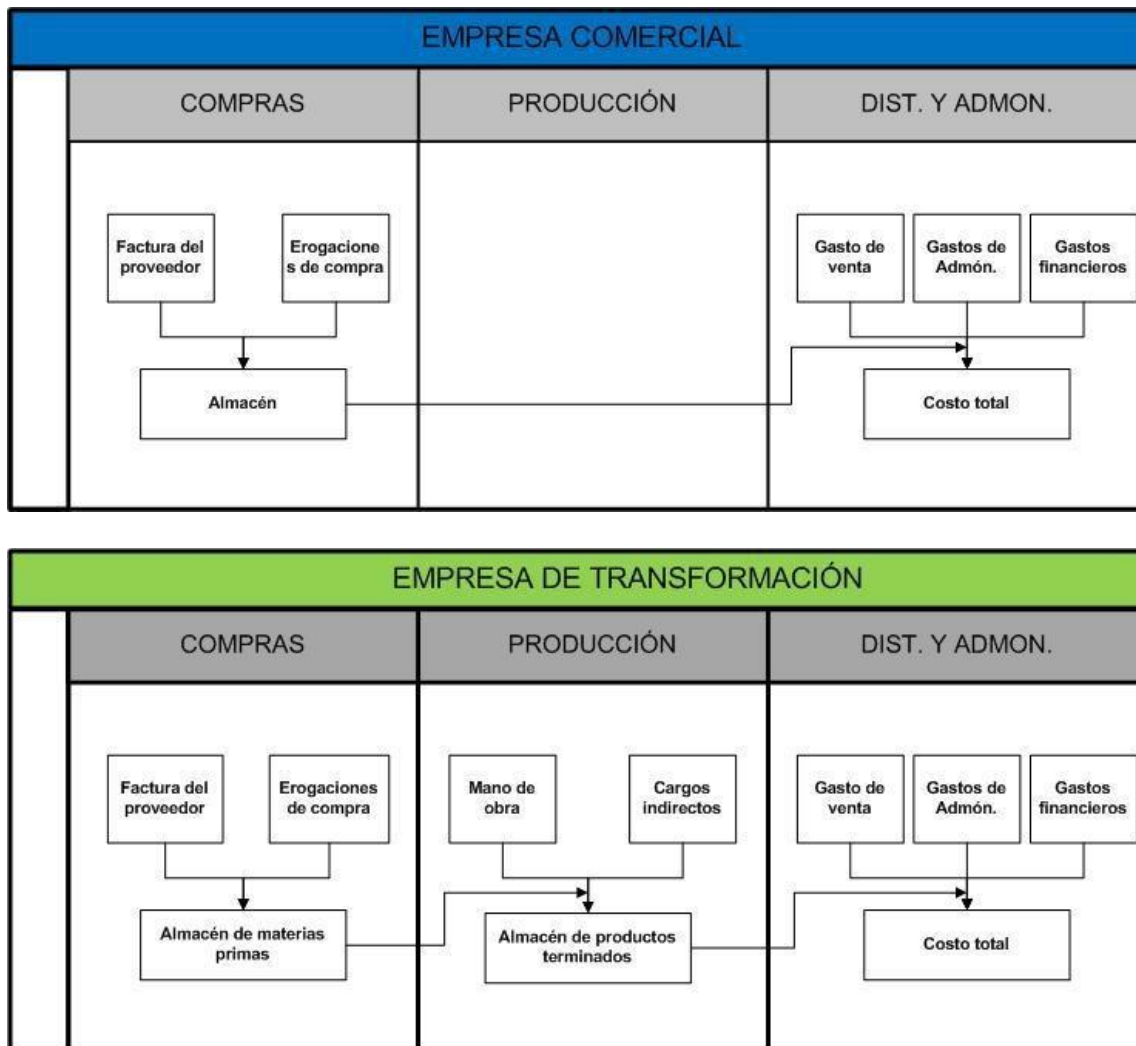 EMPRESA COMERCIAL
COMPRAS
PRODUCCIÓN
DIST. Y ADMON.
Factura del
proveedor
Erogacione
s de compra
Gasto de
venta
Gastos de
Admón.
Gastos
financieros
Almacén
Costo total
EMPRESA DE TRANSFORMACIÓN
COMPRAS
PRODUCCIÓN
DIST. Y ADMON.
Factura del
proveedor
Erogaciones
de compra
Mano de
obra
Cargos
indirectos
Gasto de
venta
Gastos de
Admón.
Gastos
financieros
Almacén de materias
primas
Almacén de productos
terminados
Costo total